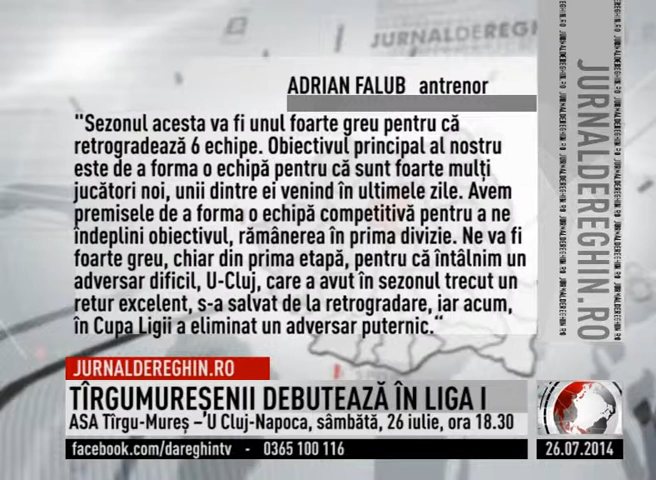 JURNALDEREGHI
ADRIAN FALUB antrenor
"Sezonul acesta va fi unul foarte greu pentru că
retrogradează 6 echipe. Obiectivul principal al nostru
este de a forma o echipă pentru că sunt foarte mulți
jucători noi, unii dintre ei venind în ultimele zile. Avem
premisele de a forma o echipă competitivă pentru a ne
îndeplini obiectivul, rămânerea în prima divizie. Ne va fi
foarte greu, chiar din prima etapă, pentru că întâlnim un
adversar dificil, U-Cluj, care a avut în sezonul trecut un
retur excelent, s-a salvat de la retrogradare, iar acum,
în Cupa Ligii a eliminat un adversar puternic.“
JURNALDEREGHIN.RO
JURNALDEREGHIN.RO
TÎRGUMUREȘENII DEBUTEAZĂ ÎN LIGA I
ASA Tîrgu-Mureș – U Cluj-Napoca, sâmbătă, 26 iulie, ora 18.30
facebook.com/dareghintv - 0365 100 116
26.07.2014